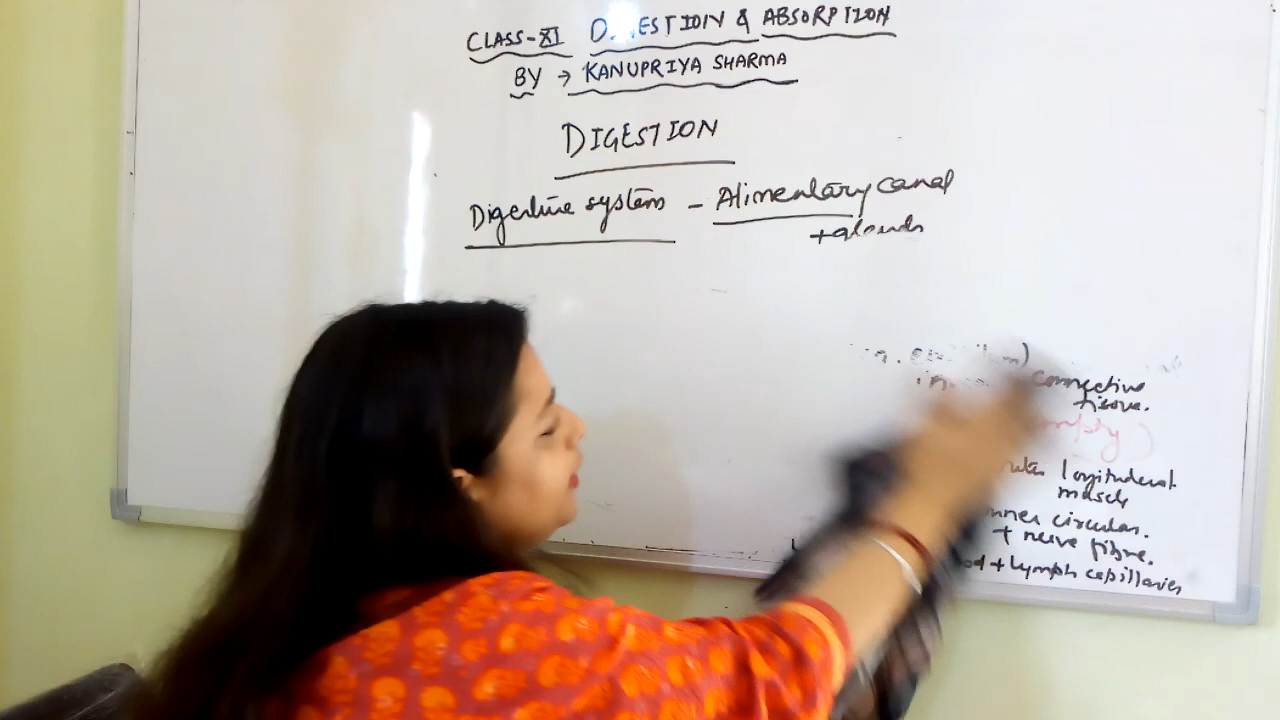 CLASS-XI DIGESTION & ABSORPTION
BY → KANUPRIYA SHARMA
DIGESTION
Digestive system - Alimentary canal
+glands
connective
tissue.
longitudinal
muscle
inner circular.
+ nerve fibre.
+ lymph capillaries